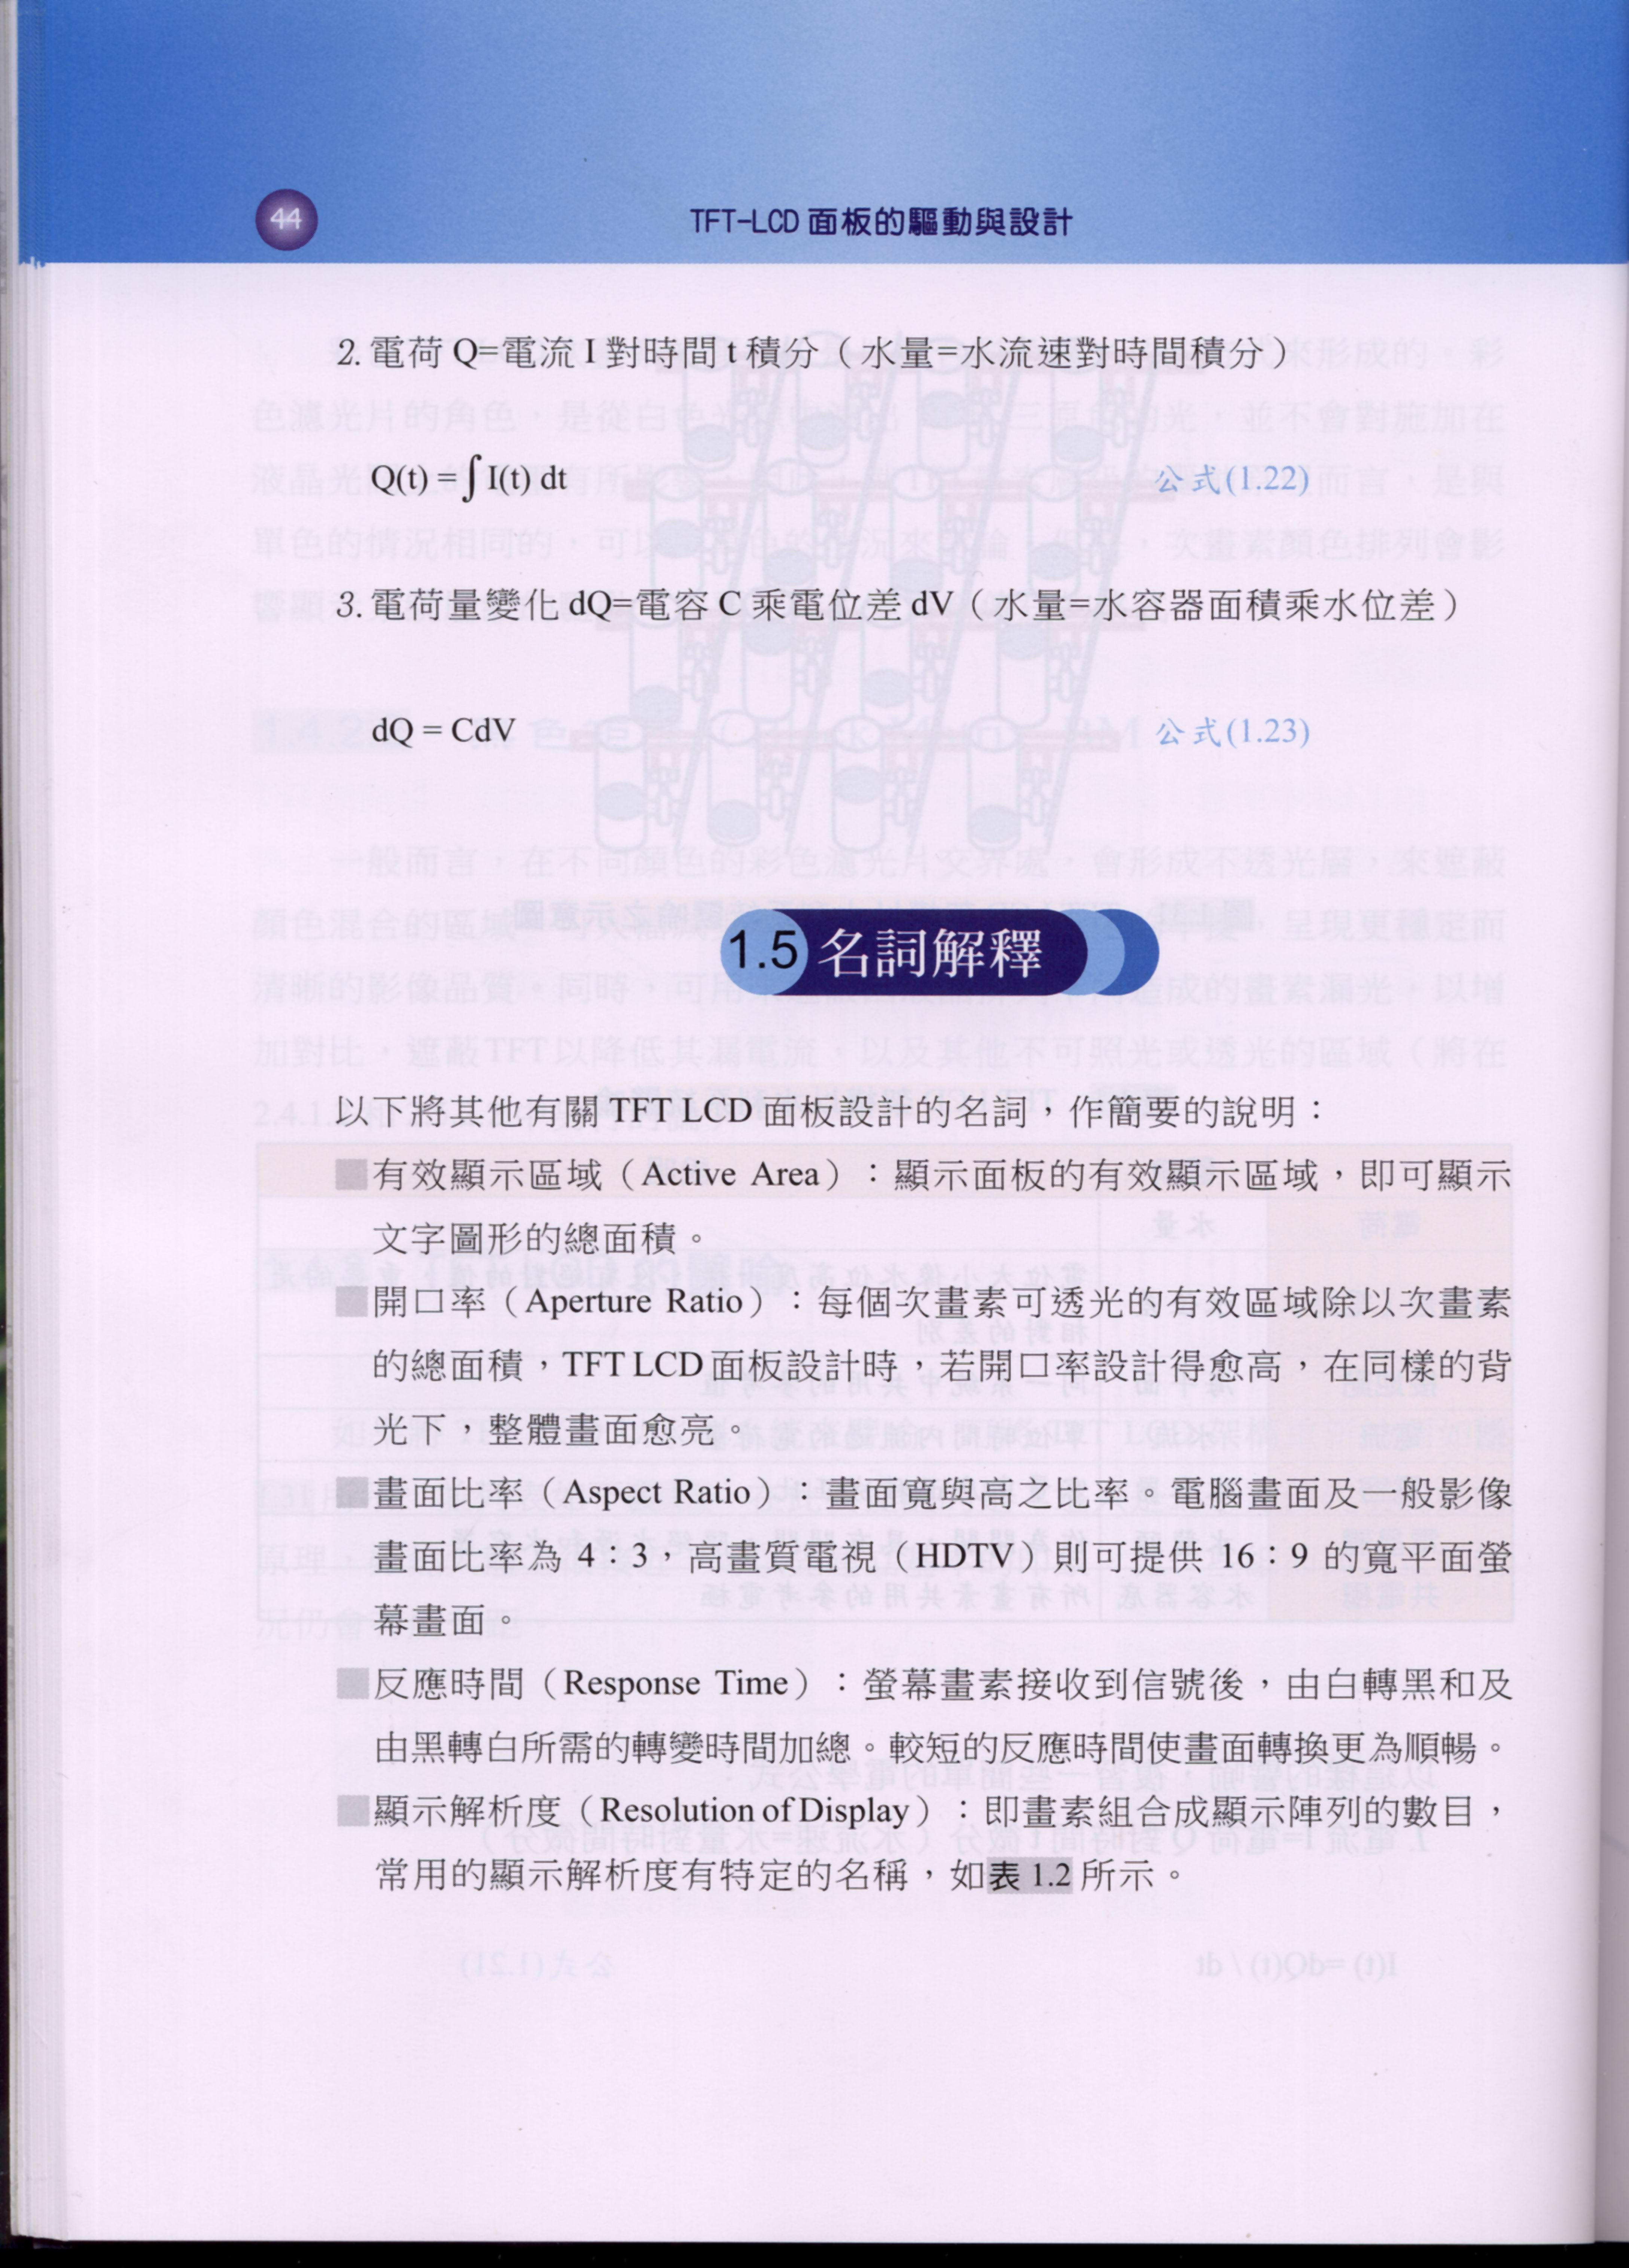 44
TFT-LCD 面板的驅動與設計
2. 電荷 Q=電流 I 對時間 t 積分（水量=水流速對時間積分）
Q(t) =∫I(t) dt
公式(1.22)
3. 電荷量變化 dQ=電容 C 乘電位差 dV（水量=水容器面積乘水位差）
dQ = CdV
公式(1.23)
1.5 名詞解釋
以下將其他有關 TFT LCD 面板設計的名詞，作簡要的說明：
有效顯示區域（Active Area）：顯示面板的有效顯示區域，即可顯示
文字圖形的總面積。
開口率（Aperture Ratio）：每個次畫素可透光的有效區域除以次畫素
的總面積，TFT LCD 面板設計時，若開口率設計得愈高，在同樣的背
光下，整體畫面愈亮。
畫面比率（Aspect Ratio）：畫面寬與高之比率。電腦畫面及一般影像
畫面比率為 4：3，高畫質電視（HDTV）則可提供 16：9 的寬平面螢
幕畫面。
反應時間（Response Time）：螢幕畫素接收到信號後，由白轉黑和及
由黑轉白所需的轉變時間加總。較短的反應時間使畫面轉換更為順暢。
顯示解析度（Resolution of Display）：即畫素組合成顯示陣列的數目，
常用的顯示解析度有特定的名稱，如表 1.2 所示。